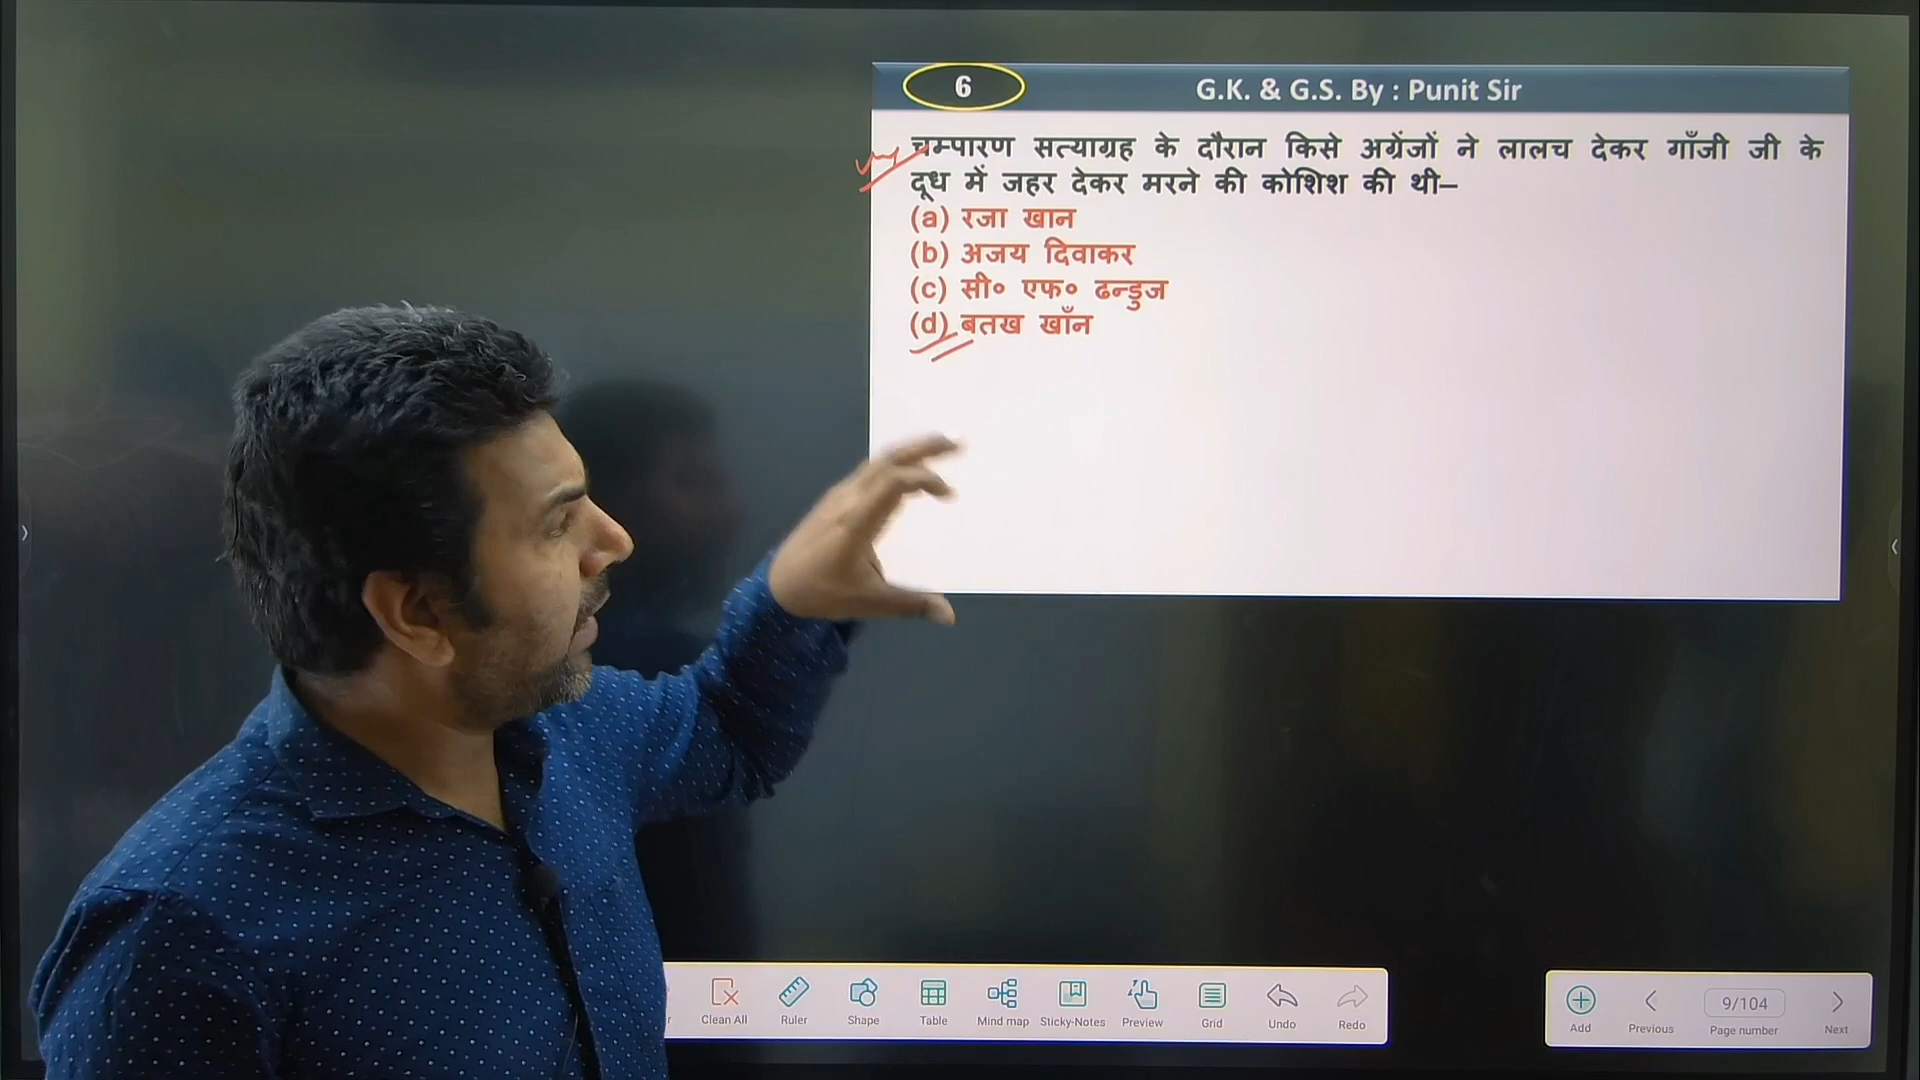 6
G.K. & G.S. By : Punit Sir
चम्पारण सत्याग्रह के दौरान किसे अग्रेंजों ने लालच देकर गाँजी जी के
दूध में जहर देकर मरने की कोशिश की थी–
(a) रजा खान
(b) अजय दिवाकर
(c) सी० एफ० ढन्डुज
(d) बतख खाँन
Clean All
Ruler
Shape
Table
Mind map
Sticky-Notes
Preview
Grid
Undo
Redo
Add
Previous
9/104
Page number
Next